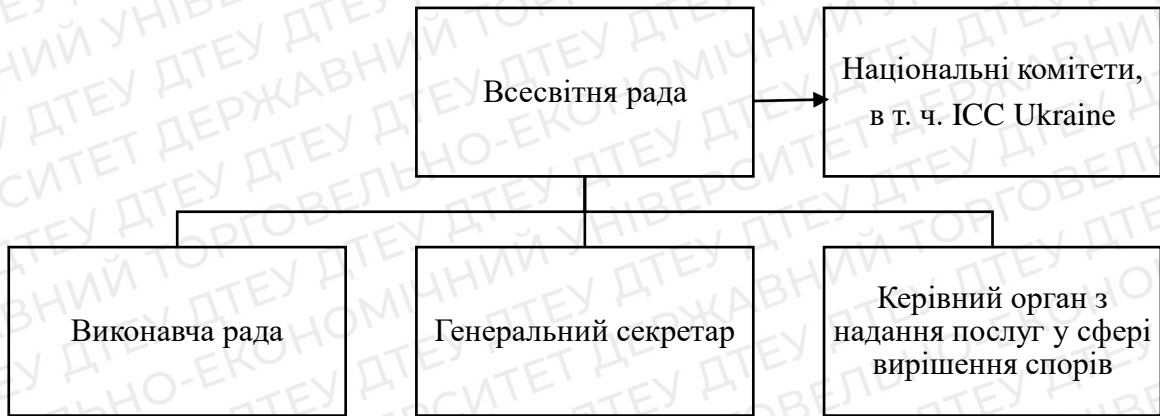 Всесвітня рада
Національні комітети,
в т. ч. ICC Ukraine
Виконавча рада
Генеральний секретар
Керівний орган з
надання послуг у сфері
вирішення спорів